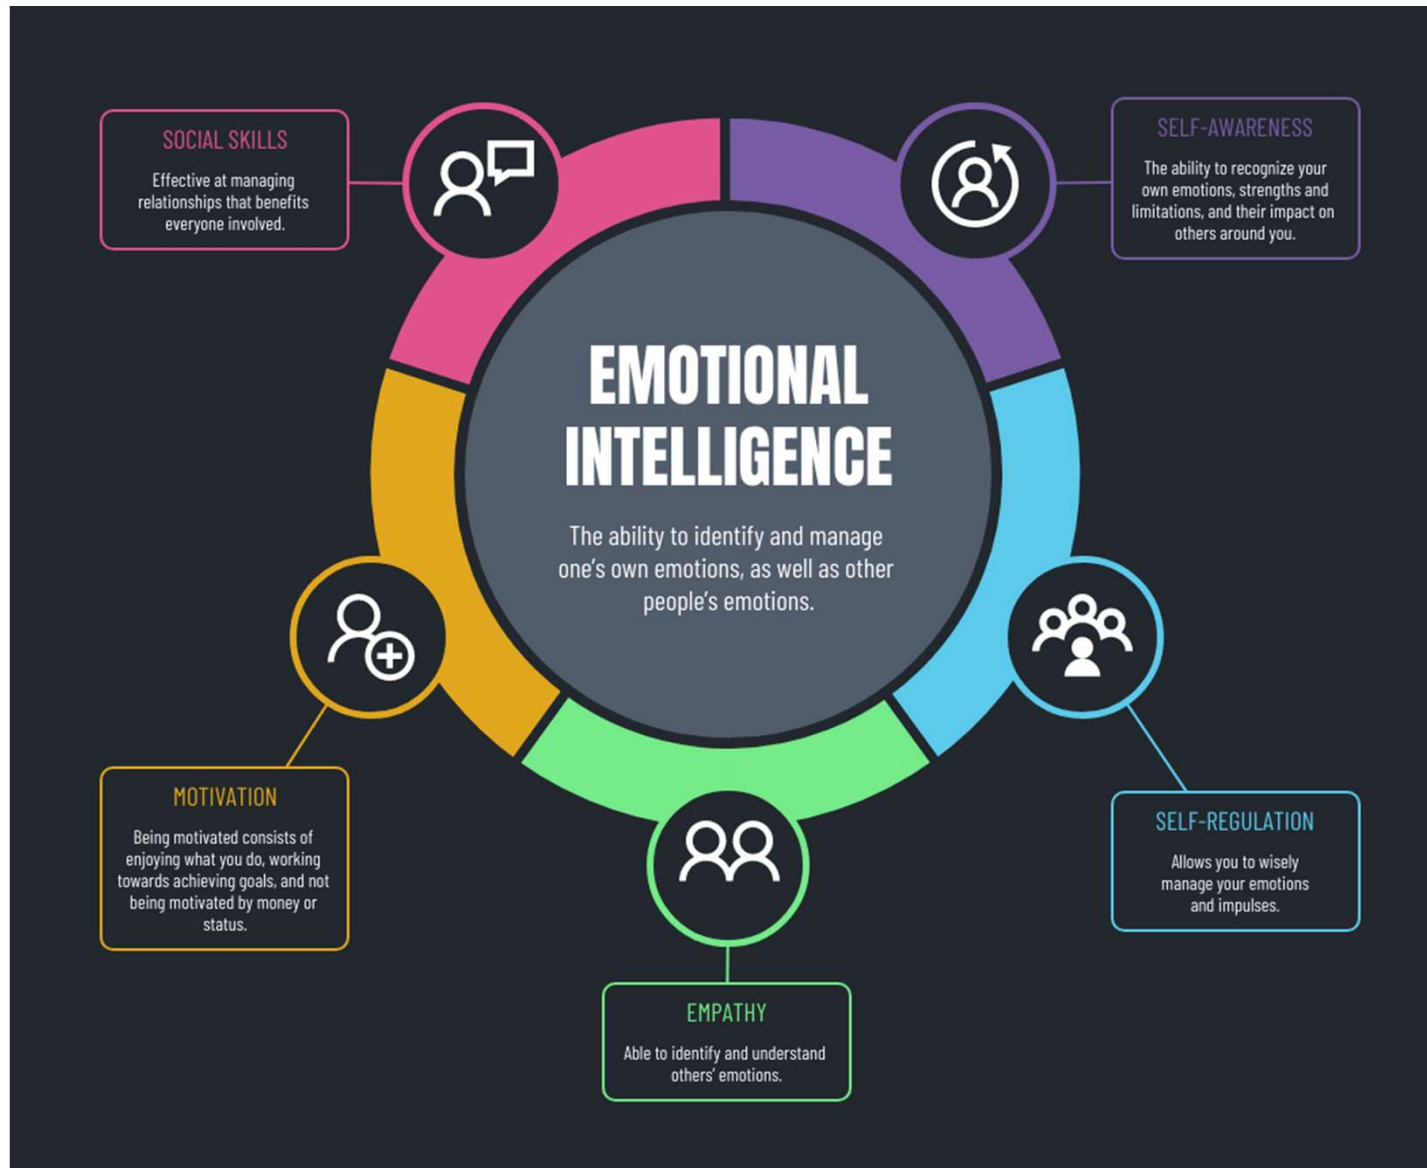 EMOTIONAL
INTELLIGENCE
The ability to identify and manage
one’s own emotions, as well as other
people’s emotions.
SELF-AWARENESS
The ability to recognize your
own emotions, strengths and
limitations, and their impact on
others around you.
SELF-REGULATION
Allows you to wisely
manage your emotions
and impulses.
EMPATHY
Able to identify and understand
others’ emotions.
MOTIVATION
Being motivated consists of
enjoying what you do, working
towards achieving goals, and not
being motivated by money or
status.
SOCIAL SKILLS
Effective at managing
relationships that benefits
everyone involved.